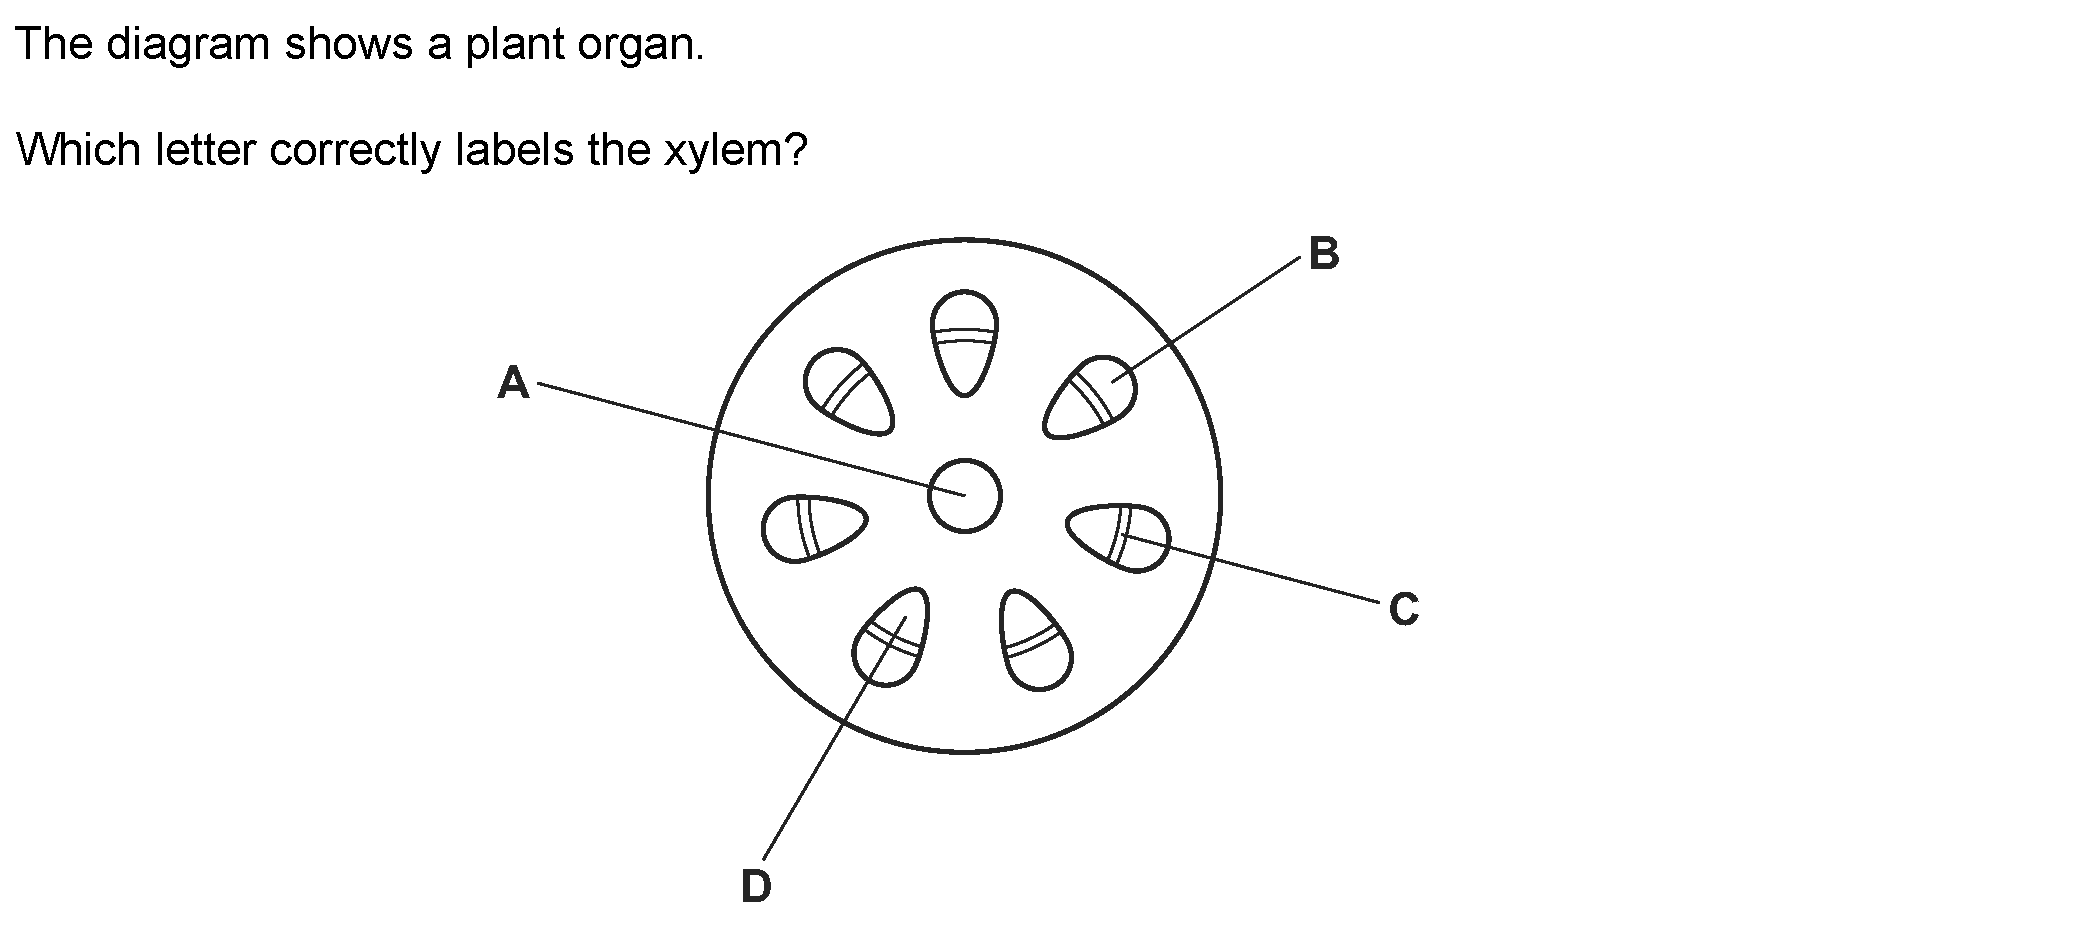 The diagram shows a plant organ.
Which letter correctly labels the xylem?
B
A
C
D